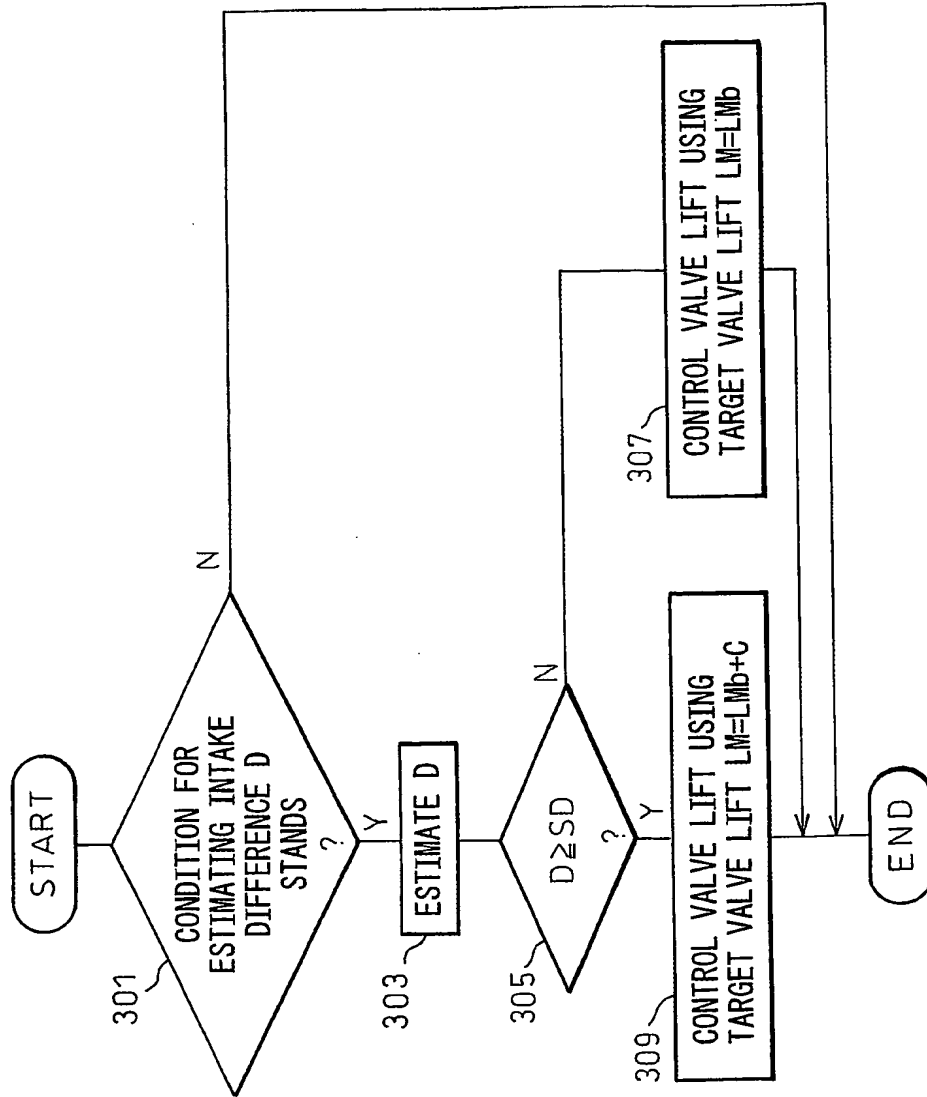 START
301
CONDITION FOR
ESTIMATING INTAKE
DIFFERENCE D
STANDS
?
N
Y
303
ESTIMATE D
305
D≧SD
?
N
Y
307
CONTROL VALVE LIFT USING
TARGET VALVE LIFT LM=LMb
309
CONTROL VALVE LIFT USING
TARGET VALVE LIFT LM=LMb+C
END